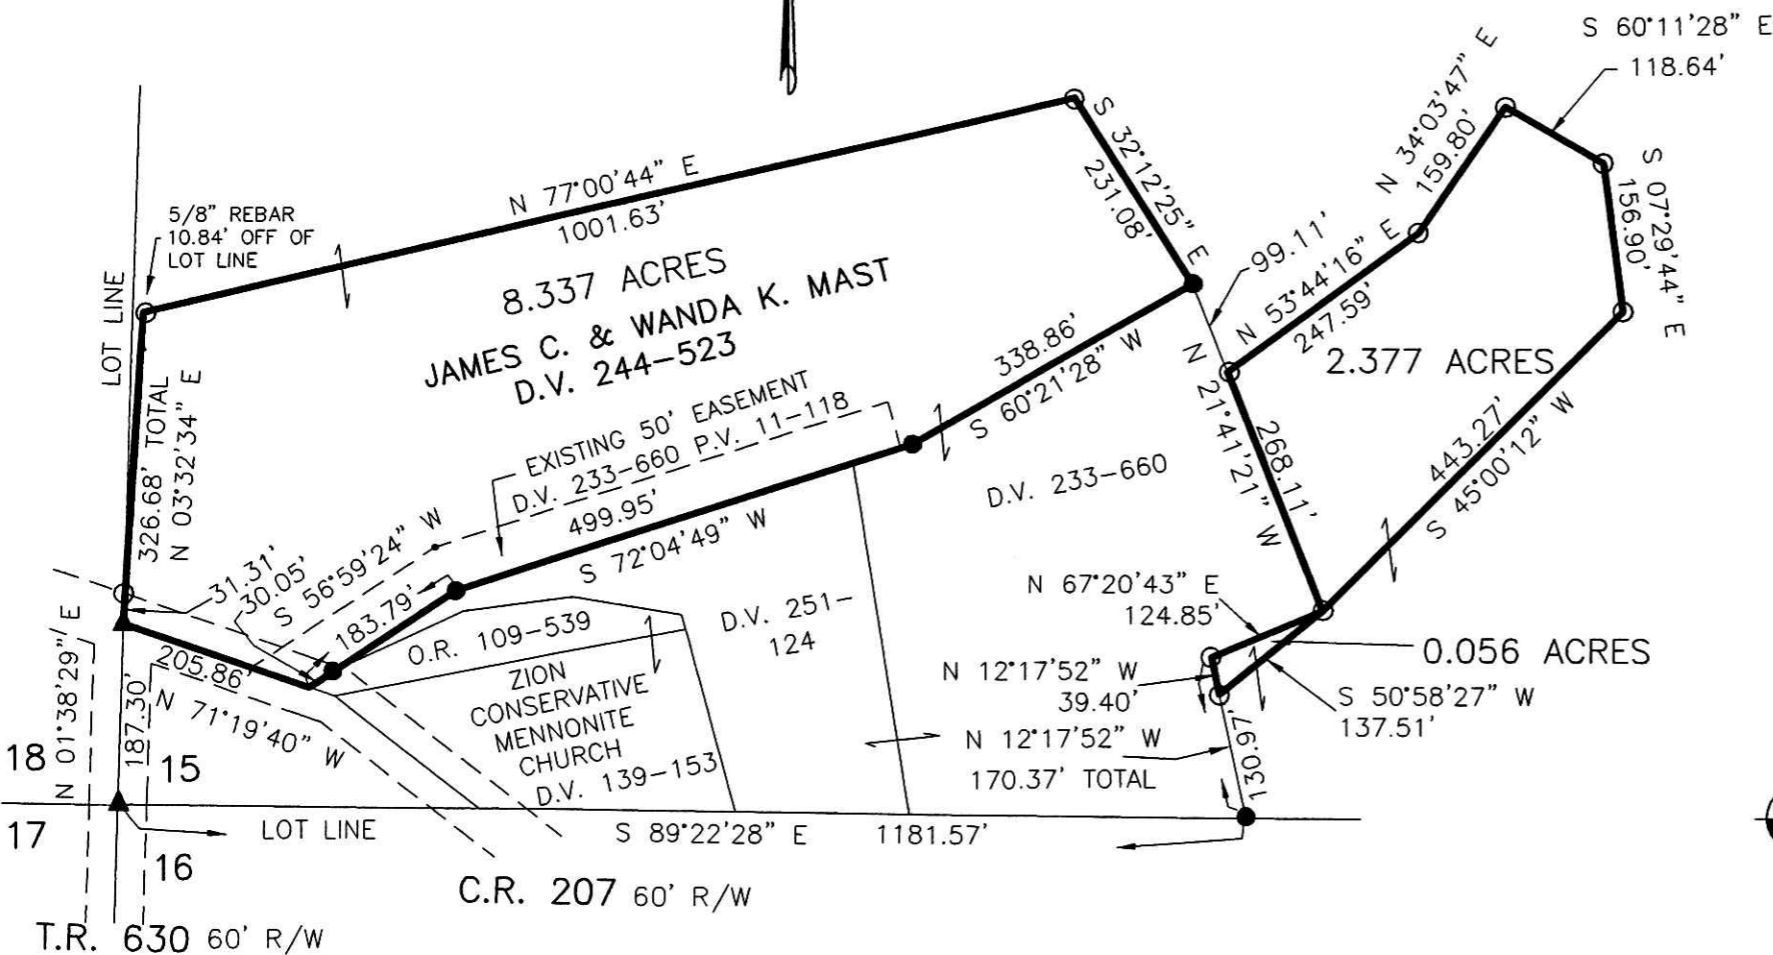 S 60°11'28" E
118.64'
N 34°03'47" E
159.80'
S 07°29'44" E
156.90'
S 32°12'25" E
231.08'
N 77°00'44" E
1001.63'
5/8" REBAR
10.84' OFF OF
LOT LINE
LOT LINE
8.337 ACRES
JAMES C. & WANDA K. MAST
D.V. 244-523
99.11'
N 53°44'16" E
247.59'
2.377 ACRES
338.86'
S 60°21'28" W
N 21°41'21" W
268.11'
443.27'
S 45°00'12" W
326.68' TOTAL
N 03°32'34" E
EXISTING 50' EASEMENT
D.V. 233-660 P.V. 11-118
499.95'
S 72°04'49" W
D.V. 233-660
31.31'
30.05'
S 56°59'24" W
183.79'
O.R. 109-539
D.V. 251-
124
N 67°20'43" E
124.85'
0.056 ACRES
N 12°17'52" W
39.40'
S 50°58'27" W
137.51'
205.86'
N 71°19'40" W
ZION
CONSERVATIVE
MENNONITE
CHURCH
D.V. 139-153
N 12°17'52" W
170.37' TOTAL
130.97'
N 01°38'29" E
187.30'
18
15
17
16
LOT LINE
S 89°22'28" E 1181.57'
C.R. 207 60' R/W
T.R. 630 60' R/W